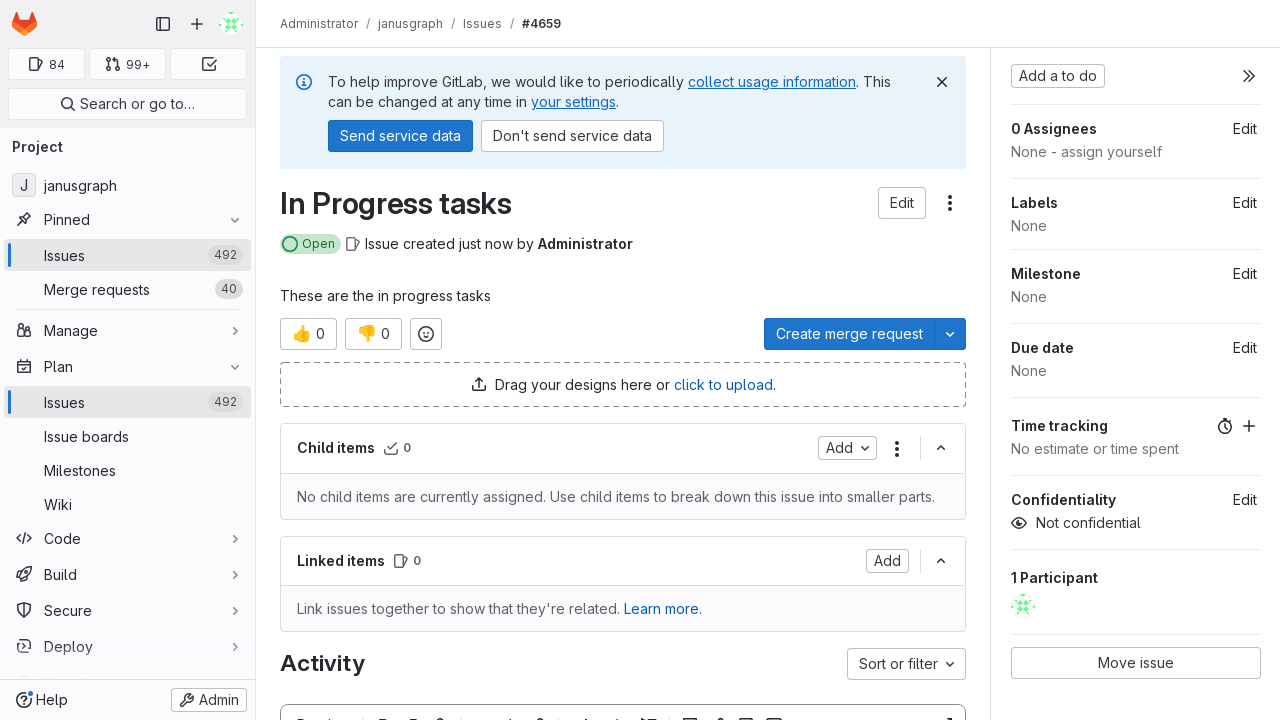 Administrator / janusgraph / Issues / #4659
84
99+
Search or go to…
Project
J janusgraph
Pinned
Issues 492
Merge requests 40
Manage
Plan
Issues 492
Issue boards
Milestones
Wiki
Code
Build
Secure
Deploy
Help
Admin
To help improve GitLab, we would like to periodically collect usage information. This
can be changed at any time in your settings.
Send service data
Don't send service data
In Progress tasks
Edit
Open Issue created just now by Administrator
These are the in progress tasks
👍 0
👎 0
Create merge request
Drag your designs here or click to upload.
Child items 0
Add
No child items are currently assigned. Use child items to break down this issue into smaller parts.
Linked items 0
Add
Link issues together to show that they're related. Learn more.
Activity
Sort or filter
Add a to do
0 Assignees
Edit
None - assign yourself
Labels
Edit
None
Milestone
Edit
None
Due date
Edit
None
Time tracking
No estimate or time spent
Confidentiality
Edit
Not confidential
1 Participant
Move issue